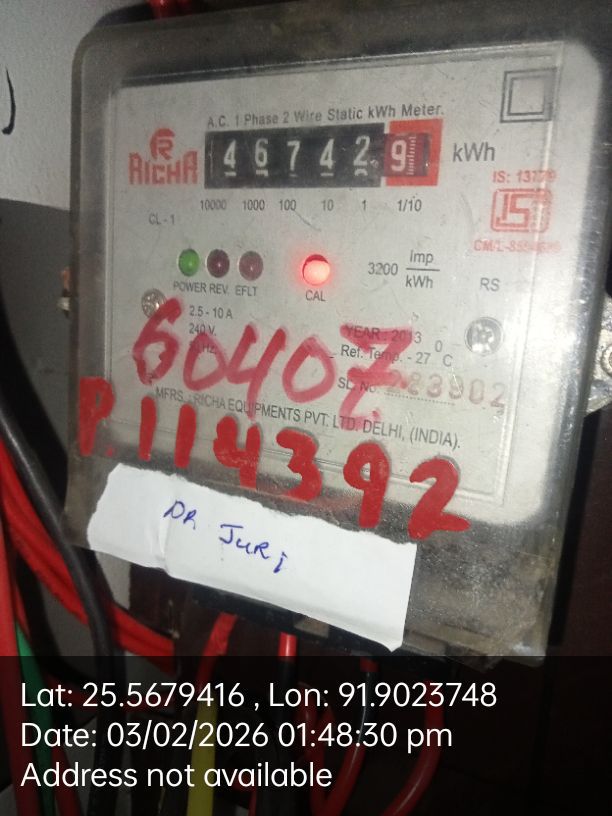 A.C. 1 Phase 2 Wire Static kWh Meter.
RICHA
4 6 7 4 2 9 kWh
10000 1000 100 10 1 1/10
IS: 13779
CL - 1
POWER REV. EFLT
CAL
3200 Imp/kWh
RS
2.5 - 10 A
240 V.
YEAR : 2013
Ref. Temp. - 27 °C
60407
SL. No.
MFRS. : RICHA EQUIPMENTS PVT. LTD. DELHI, (INDIA).
P.114392
DR JURI
Lat: 25.5679416 , Lon: 91.9023748
Date: 03/02/2026 01:48:30 pm
Address not available